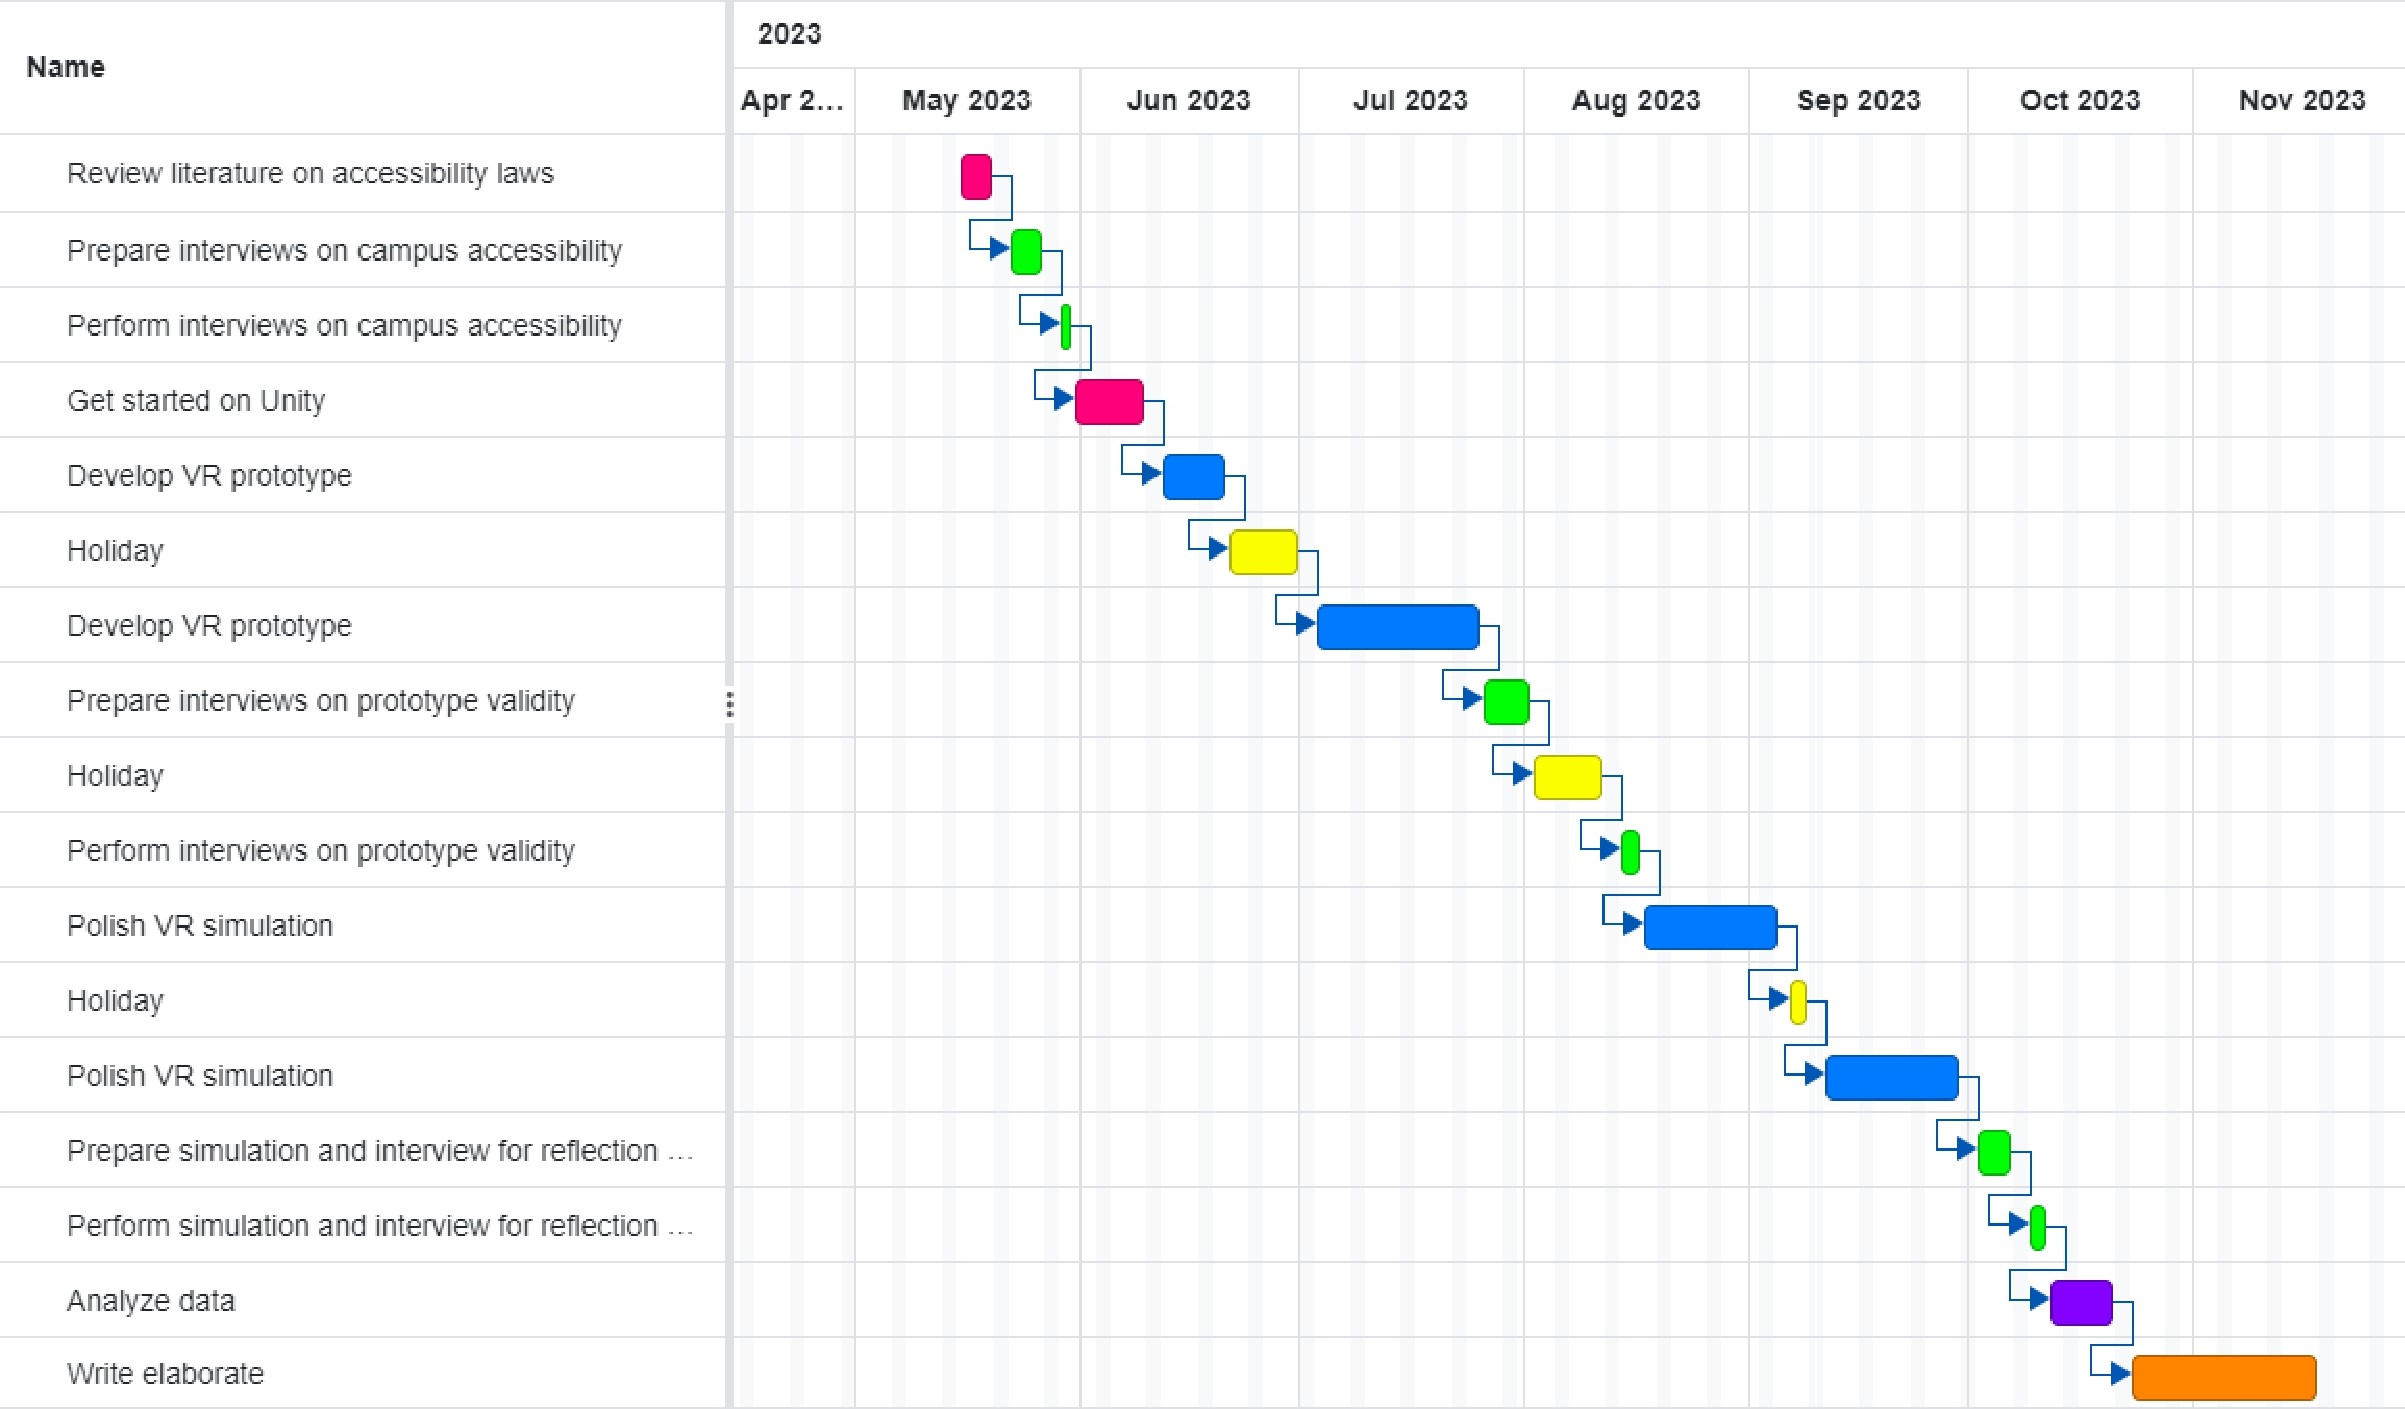 2023
Name
Apr 2...
May 2023
Jun 2023
Jul 2023
Aug 2023
Sep 2023
Oct 2023
Nov 2023
Review literature on accessibility laws
Prepare interviews on campus accessibility
Perform interviews on campus accessibility
Get started on Unity
Develop VR prototype
Holiday
Develop VR prototype
Prepare interviews on prototype validity
Holiday
Perform interviews on prototype validity
Polish VR simulation
Holiday
Polish VR simulation
Prepare simulation and interview for reflection ...
Perform simulation and interview for reflection ...
Analyze data
Write elaborate